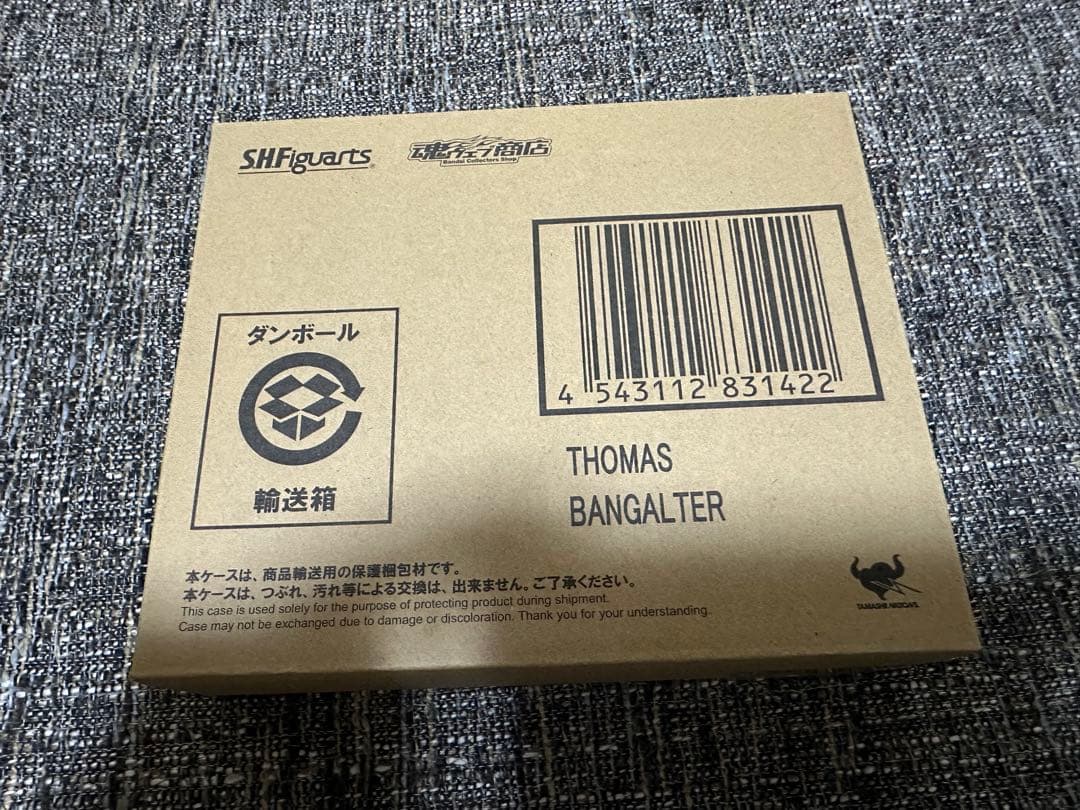 S.H.Figuarts
魂ウェブ商店
Bandai Collectors Shop
4 543112 831422
ダンボール
輸送箱
THOMAS
BANGALTER
本ケースは、商品輸送用の保護梱包材です。
本ケースは、つぶれ、汚れ等による交換は、出来ません。ご了承ください。
This case is used solely for the purpose of protecting product during shipment.
Case may not be exchanged due to damage or discoloration. Thank you for your understanding.
TAMASHII NATIONS